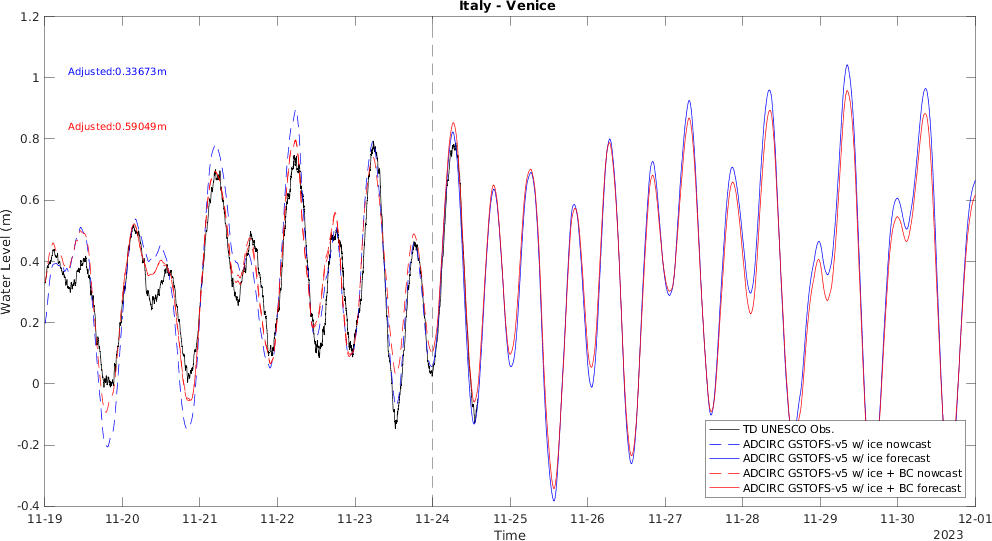 Italy - Venice
1.2
1
0.8
0.6
0.4
0.2
0
-0.2
-0.4
Water Level (m)
Adjusted:0.33673m
Adjusted:0.59049m
TD UNESCO Obs.
ADCIRC GSTOFS-v5 w/ ice nowcast
ADCIRC GSTOFS-v5 w/ ice forecast
ADCIRC GSTOFS-v5 w/ ice + BC nowcast
ADCIRC GSTOFS-v5 w/ ice + BC forecast
11-19 11-20 11-21 11-22 11-23 11-24 11-25 11-26 11-27 11-28 11-29 11-30 12-01
Time
2023